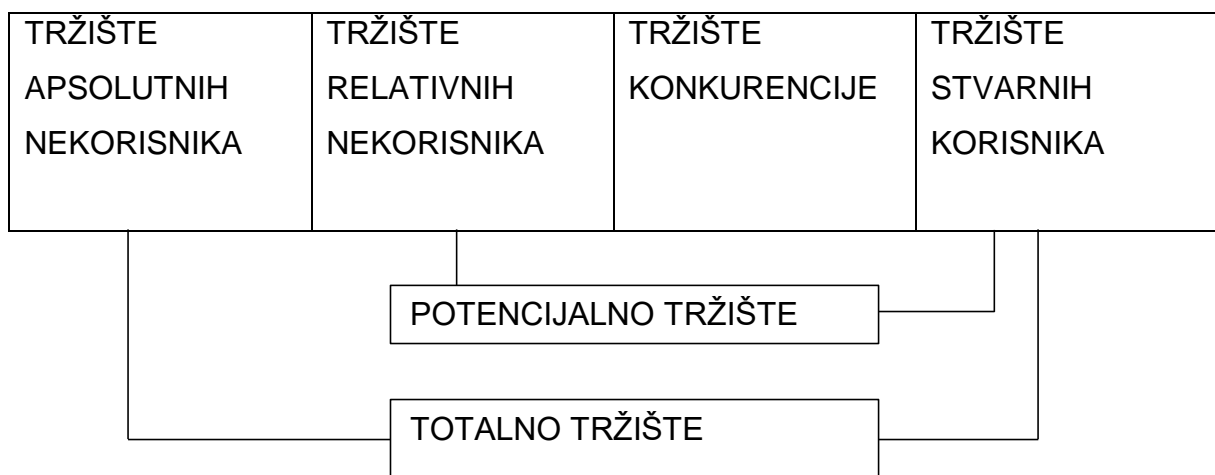 TRŽIŠTE
APSOLUTNIH
NEKORISNIKA
TRŽIŠTE
RELATIVNIH
NEKORISNIKA
TRŽIŠTE
KONKURENCIJE
TRŽIŠTE
STVARNIH
KORISNIKA
POTENCIJALNO TRŽIŠTE
TOTALNO TRŽIŠTE